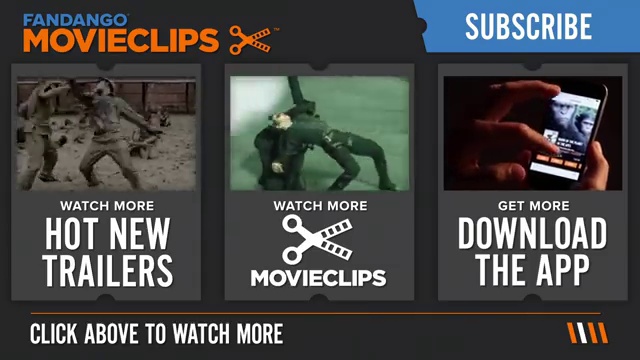 FANDANGO
MOVIECLIPS ™
SUBSCRIBE
WATCH MORE
HOT NEW
TRAILERS
WATCH MORE
MOVIECLIPS
GET MORE
DOWNLOAD
THE APP
CLICK ABOVE TO WATCH MORE